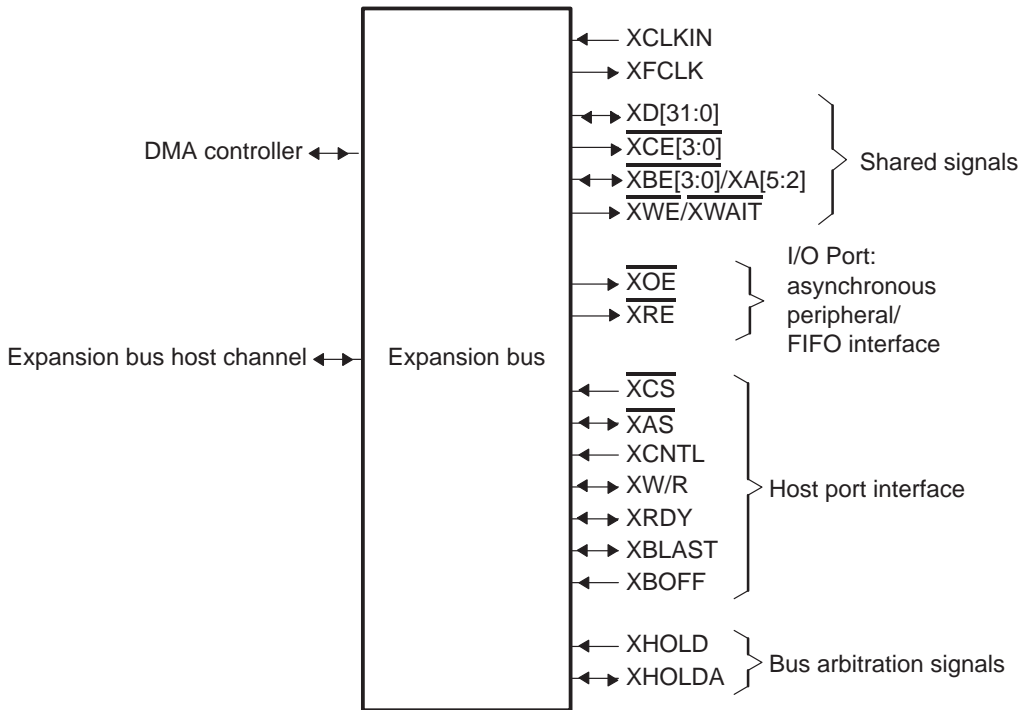 DMA controller
Expansion bus host channel
Expansion bus
XCLKIN
XFCLK
XD[31:0]
XCE[3:0]
XBE[3:0]/XA[5:2]
XWE/XWAIT
Shared signals
XOE
XRE
I/O Port:
asynchronous
peripheral/
FIFO interface
XCS
XAS
XCNTL
XW/R
XRDY
XBLAST
XBOFF
Host port interface
XHOLD
XHOLDA
Bus arbitration signals